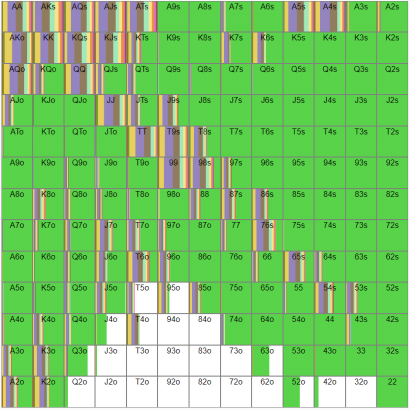 AA AKs AQs AJs ATs A9s A8s A7s A6s A5s A4s A3s A2s
AKo KK KQs KJs KTs K9s K8s K7s K6s K5s K4s K3s K2s
AQo KQo QQ QJs QTs Q9s Q8s Q7s Q6s Q5s Q4s Q3s Q2s
AJo KJo QJo JJ JTs J9s J8s J7s J6s J5s J4s J3s J2s
ATo KTo QTo JTo TT T9s T8s T7s T6s T5s T4s T3s T2s
A9o K9o Q9o J9o T9o 99 98s 97s 96s 95s 94s 93s 92s
A8o K8o Q8o J8o T8o 98o 88 87s 86s 85s 84s 83s 82s
A7o K7o Q7o J7o T7o 97o 87o 77 76s 75s 74s 73s 72s
A6o K6o Q6o J6o T6o 96o 86o 76o 66 65s 64s 63s 62s
A5o K5o Q5o J5o T5o 95o 85o 75o 65o 55 54s 53s 52s
A4o K4o Q4o J4o T4o 94o 84o 74o 64o 54o 44 43s 42s
A3o K3o Q3o J3o T3o 93o 83o 73o 63o 53o 43o 33 32s
A2o K2o Q2o J2o T2o 92o 82o 72o 62o 52o 42o 32o 22